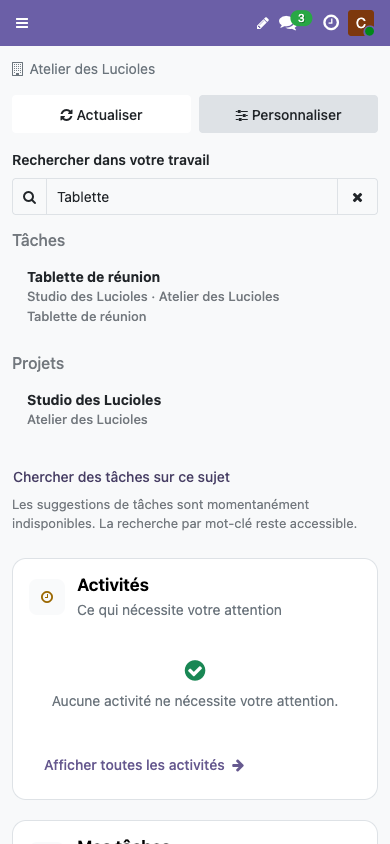 3
C
Atelier des Lucioles
Actualiser
Personnaliser
Rechercher dans votre travail
Tablette
Tâches
Tablette de réunion
Studio des Lucioles · Atelier des Lucioles
Tablette de réunion
Projets
Studio des Lucioles
Atelier des Lucioles
Chercher des tâches sur ce sujet
Les suggestions de tâches sont momentanément
indisponibles. La recherche par mot-clé reste accessible.
Activités
Ce qui nécessite votre attention
Aucune activité ne nécessite votre attention.
Afficher toutes les activités
Mes tâches